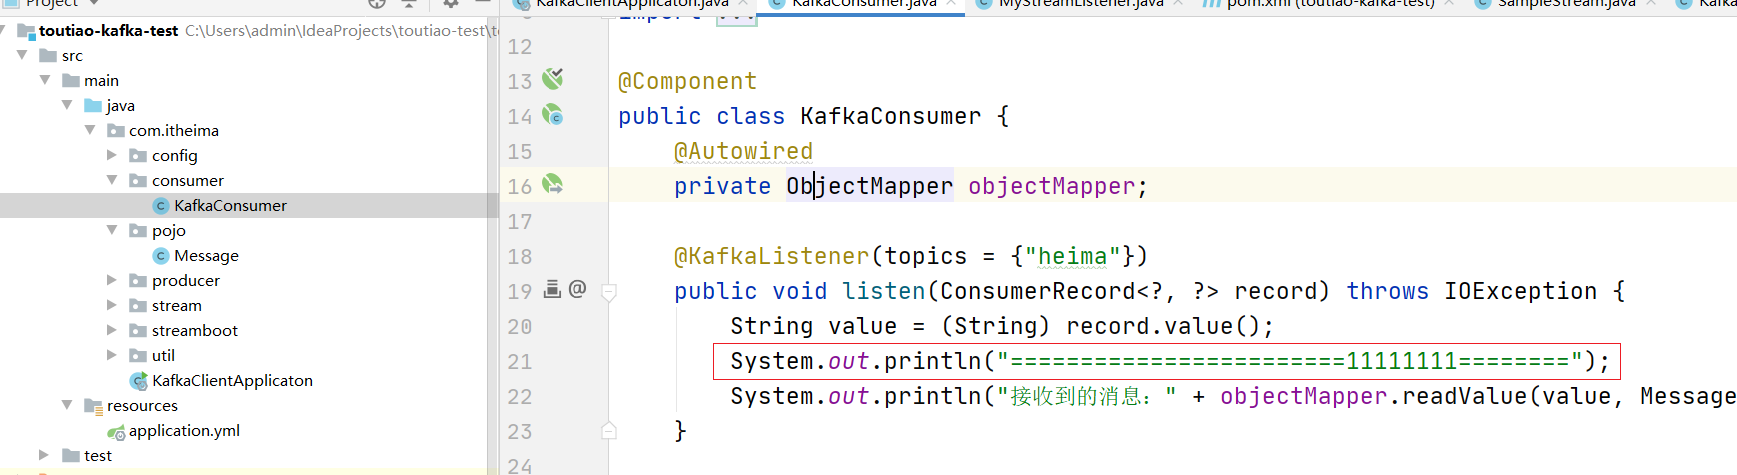 Project
toutiao-kafka-test C:\Users\admin\IdeaProjects\toutiao-test\
src
main
java
com.itheima
config
consumer
KafkaConsumer
pojo
Message
producer
stream
streamboot
util
KafkaClientApplicaton
resources
application.yml
test
KafkaClientApplicaton.java
KafkaConsumer.java
MyStreamListener.java
pom.xml (toutiao-kafka-test)
SampleStream.java
Kafka
import ...
12
13 @Component
14 public class KafkaConsumer {
15 @Autowired
16 private ObjectMapper objectMapper;
17
18 @KafkaListener(topics = {"heima"})
19 public void listen(ConsumerRecord<?, ?> record) throws IOException {
20 String value = (String) record.value();
21 System.out.println("========================11111111========");
22 System.out.println("接收到的消息：" + objectMapper.readValue(value, Message
23 }
24